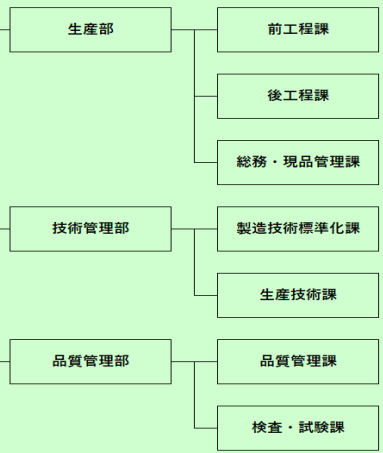 生産部
前工程課
後工程課
総務・現品管理課
技術管理部
製造技術標準化課
生産技術課
品質管理部
品質管理課
検査・試験課